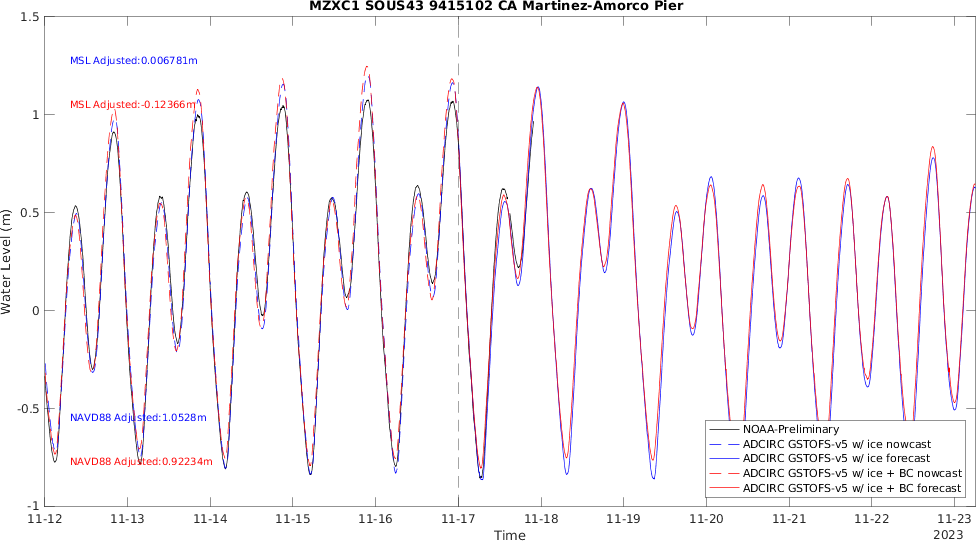 MZXC1 SOUS43 9415102 CA Martinez-Amorco Pier
1.5
1
0.5
0
-0.5
-1
Water Level (m)
MSL Adjusted:0.006781m
MSL Adjusted:-0.12366m
NAVD88 Adjusted:1.0528m
NAVD88 Adjusted:0.92234m
NOAA-Preliminary
ADCIRC GSTOFS-v5 w/ ice nowcast
ADCIRC GSTOFS-v5 w/ ice forecast
ADCIRC GSTOFS-v5 w/ ice + BC nowcast
ADCIRC GSTOFS-v5 w/ ice + BC forecast
11-12 11-13 11-14 11-15 11-16 11-17 11-18 11-19 11-20 11-21 11-22 11-23
Time
2023